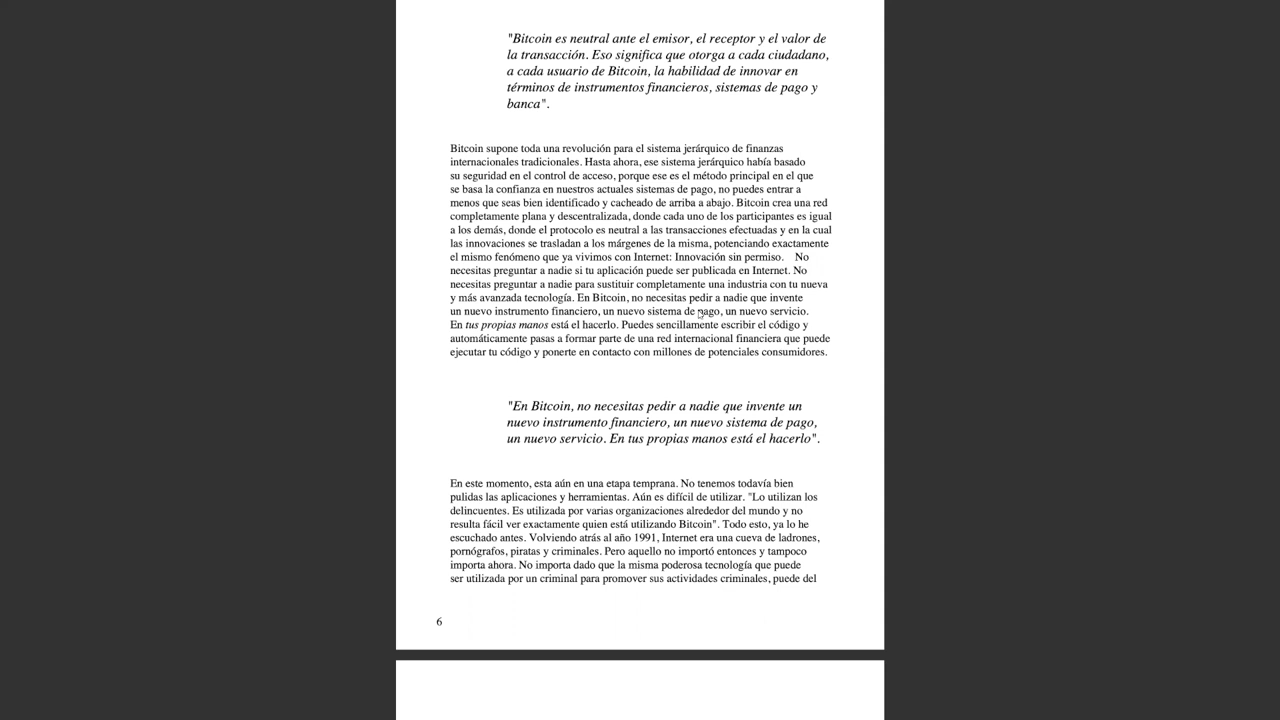 "Bitcoin es neutral ante el emisor, el receptor y el valor de
la transacción. Eso significa que otorga a cada ciudadano,
a cada usuario de Bitcoin, la habilidad de innovar en
términos de instrumentos financieros, sistemas de pago y
banca".
Bitcoin supone toda una revolución para el sistema jerárquico de finanzas
internacionales tradicionales. Hasta ahora, ese sistema jerárquico había basado
su seguridad en el control de acceso, porque ese es el método principal en el que
se basa la confianza en nuestros actuales sistemas de pago, no puedes entrar a
menos que seas bien identificado y cacheado de arriba a abajo. Bitcoin crea una red
completamente plana y descentralizada, donde cada uno de los participantes es igual
a los demás, donde el protocolo es neutral a las transacciones efectuadas y en la cual
las innovaciones se trasladan a los márgenes de la misma, potenciando exactamente
el mismo fenómeno que ya vivimos con Internet: Innovación sin permiso. No
necesitas preguntar a nadie si tu aplicación puede ser publicada en Internet. No
necesitas preguntar a nadie para sustituir completamente una industria con tu nueva
y más avanzada tecnología. En Bitcoin, no necesitas pedir a nadie que invente
un nuevo instrumento financiero, un nuevo sistema de pago, un nuevo servicio.
En tus propias manos está el hacerlo. Puedes sencillamente escribir el código y
automáticamente pasas a formar parte de una red internacional financiera que puede
ejecutar tu código y ponerte en contacto con millones de potenciales consumidores.
"En Bitcoin, no necesitas pedir a nadie que invente un
nuevo instrumento financiero, un nuevo sistema de pago,
un nuevo servicio. En tus propias manos está el hacerlo".
En este momento, esta aún en una etapa temprana. No tenemos todavía bien
pulidas las aplicaciones y herramientas. Aún es difícil de utilizar. "Lo utilizan los
delincuentes. Es utilizada por varias organizaciones alrededor del mundo y no
resulta fácil ver exactamente quien está utilizando Bitcoin". Todo esto, ya lo he
escuchado antes. Volviendo atrás al año 1991, Internet era una cueva de ladrones,
pornógrafos, piratas y criminales. Pero aquello no importó entonces y tampoco
importa ahora. No importa dado que la misma poderosa tecnología que puede
ser utilizada por un criminal para promover sus actividades criminales, puede del
6